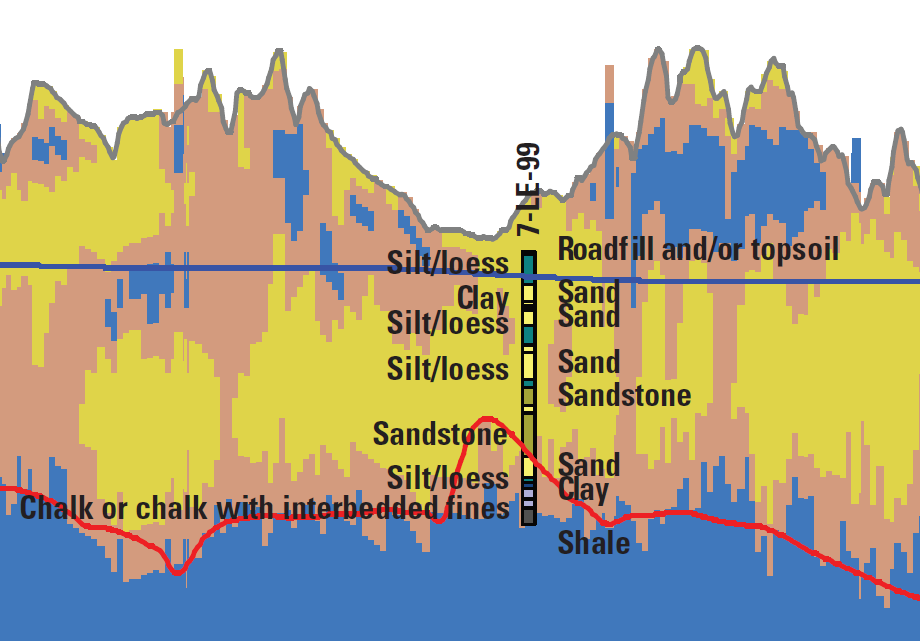 7-LE-99
Roadfill and/or topsoil
Silt/loess
Sand
Clay
Sand
Silt/loess
Sand
Silt/loess
Sandstone
Sandstone
Sand
Silt/loess
Clay
Chalk or chalk with interbedded fines
Shale